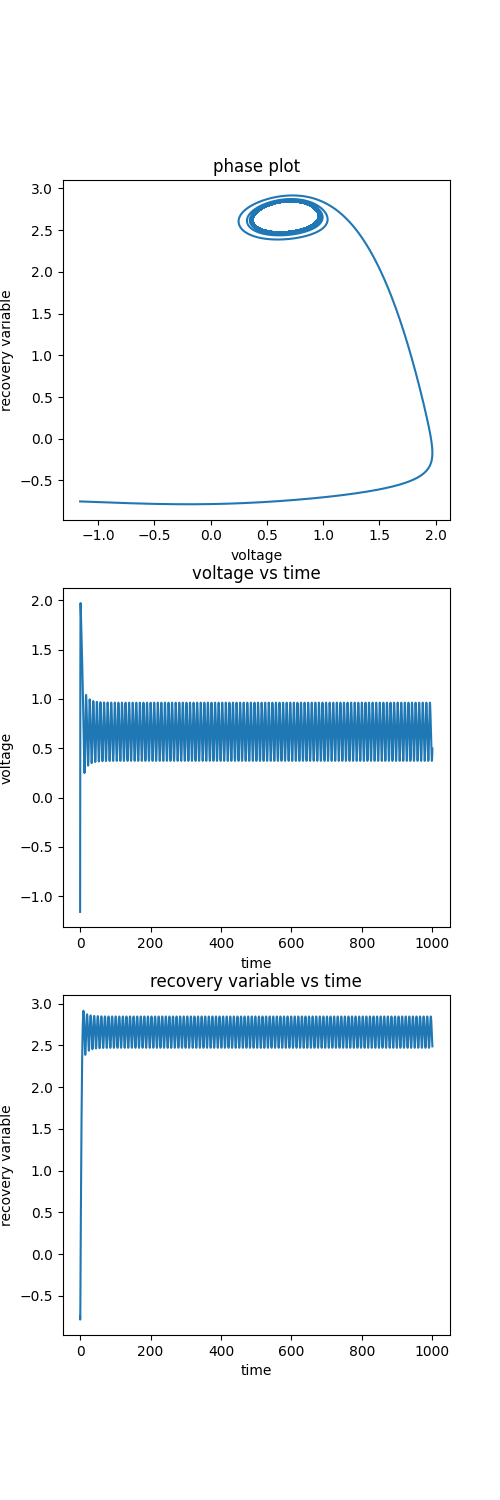 phase plot
3.0
2.5
2.0
1.5
1.0
0.5
0.0
−0.5
recovery variable
−1.0 −0.5 0.0 0.5 1.0 1.5 2.0
voltage
voltage vs time
2.0
1.5
1.0
0.5
0.0
−0.5
−1.0
voltage
0 200 400 600 800 1000
time
recovery variable vs time
3.0
2.5
2.0
1.5
1.0
0.5
0.0
−0.5
recovery variable
0 200 400 600 800 1000
time